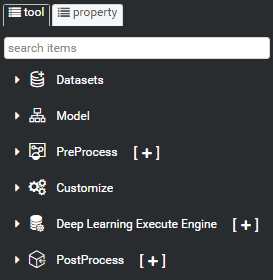 tool property
search items
Datasets
Model
PreProcess [ + ]
Customize
Deep Learning Execute Engine [ + ]
PostProcess [ + ]